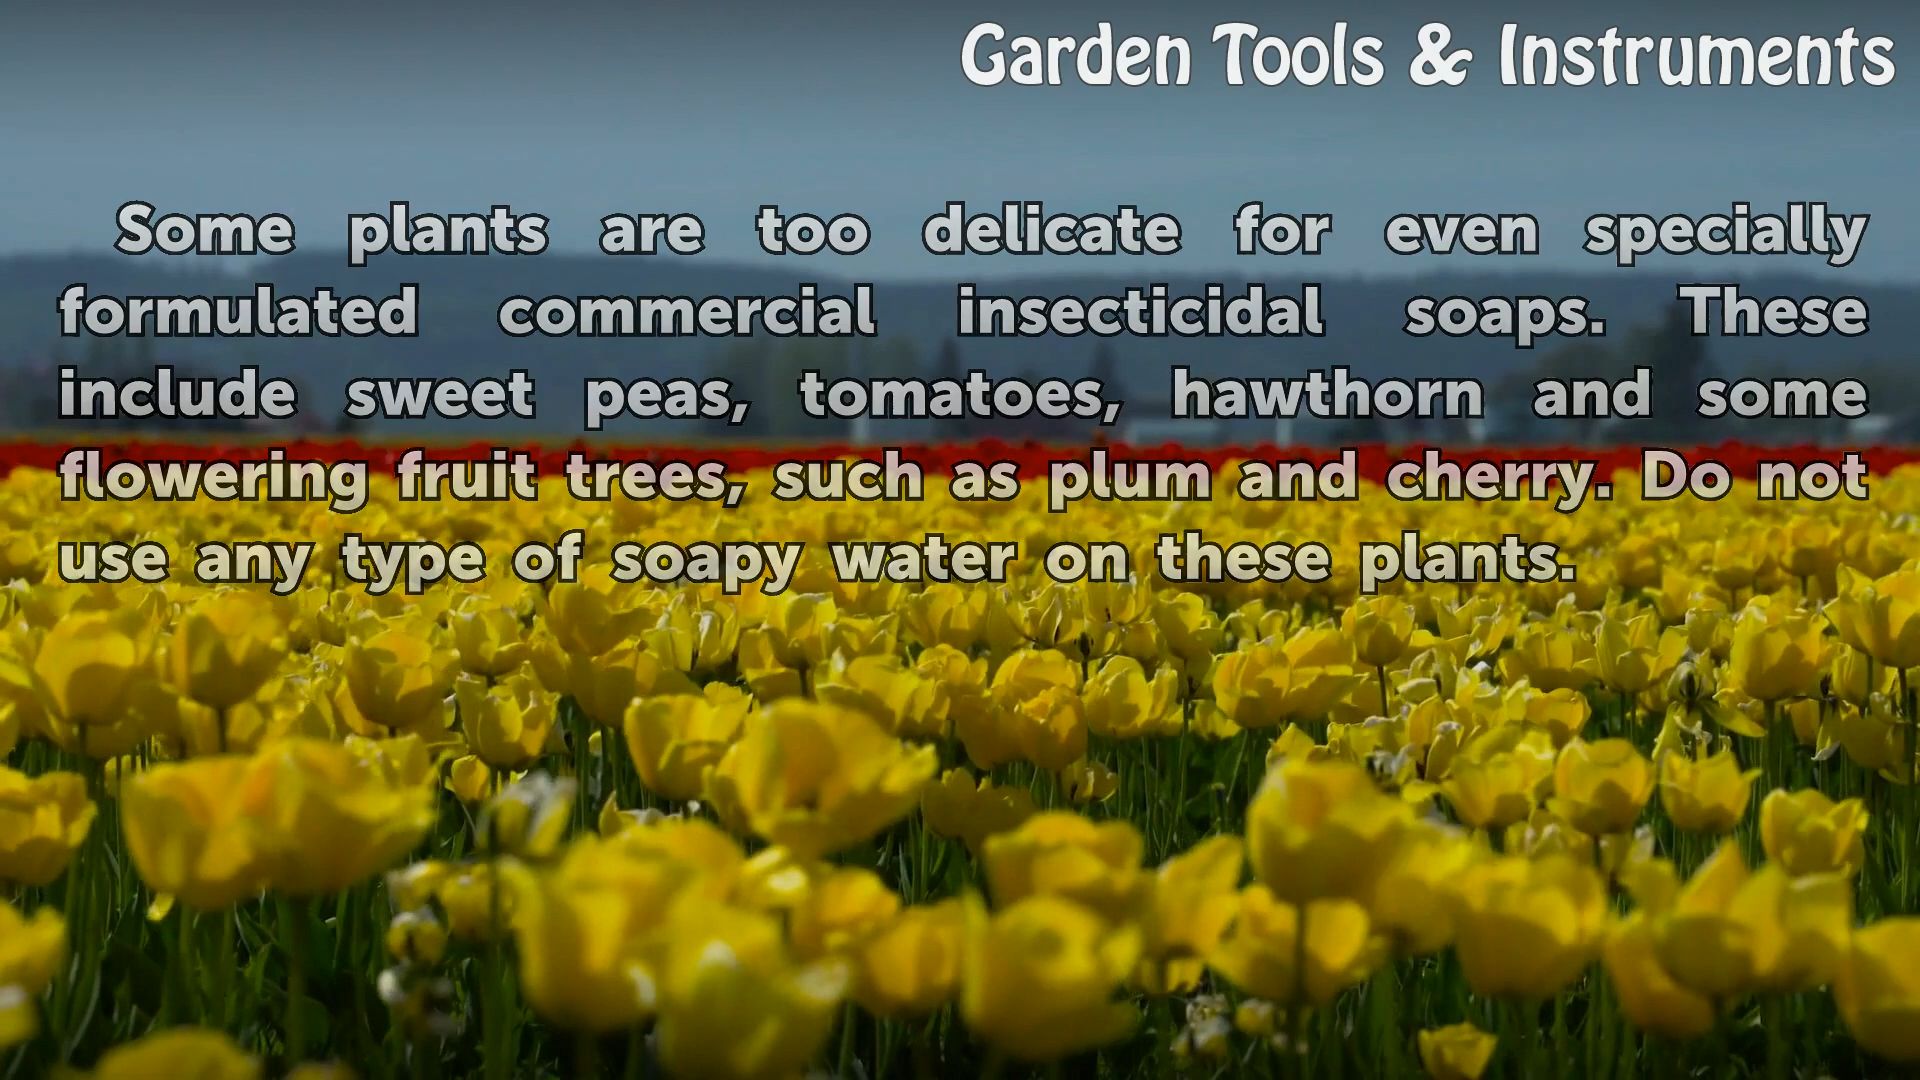 Garden Tools & Instruments
Some plants are too delicate for even specially
formulated commercial insecticidal soaps. These
include sweet peas, tomatoes, hawthorn and some
flowering fruit trees, such as plum and cherry. Do not
use any type of soapy water on these plants.